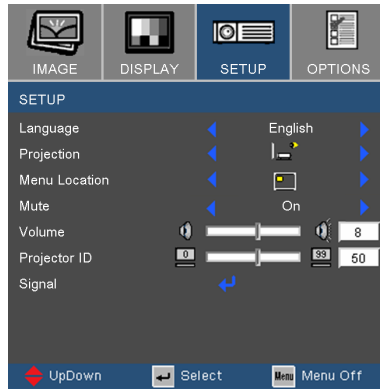 IMAGE DISPLAY SETUP OPTIONS
SETUP
Language English
Projection
Menu Location
Mute On
Volume 8
Projector ID 0 99 50
Signal
UpDown Select Menu Menu Off